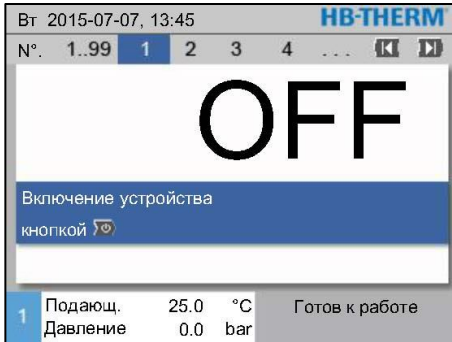 Вт 2015-07-07, 13:45 HB-THERM
N°. 1..99 1 2 3 4 ...
OFF
Включение устройства
кнопкой
1 Подающ. 25.0 °C Готов к работе
Давление 0.0 bar